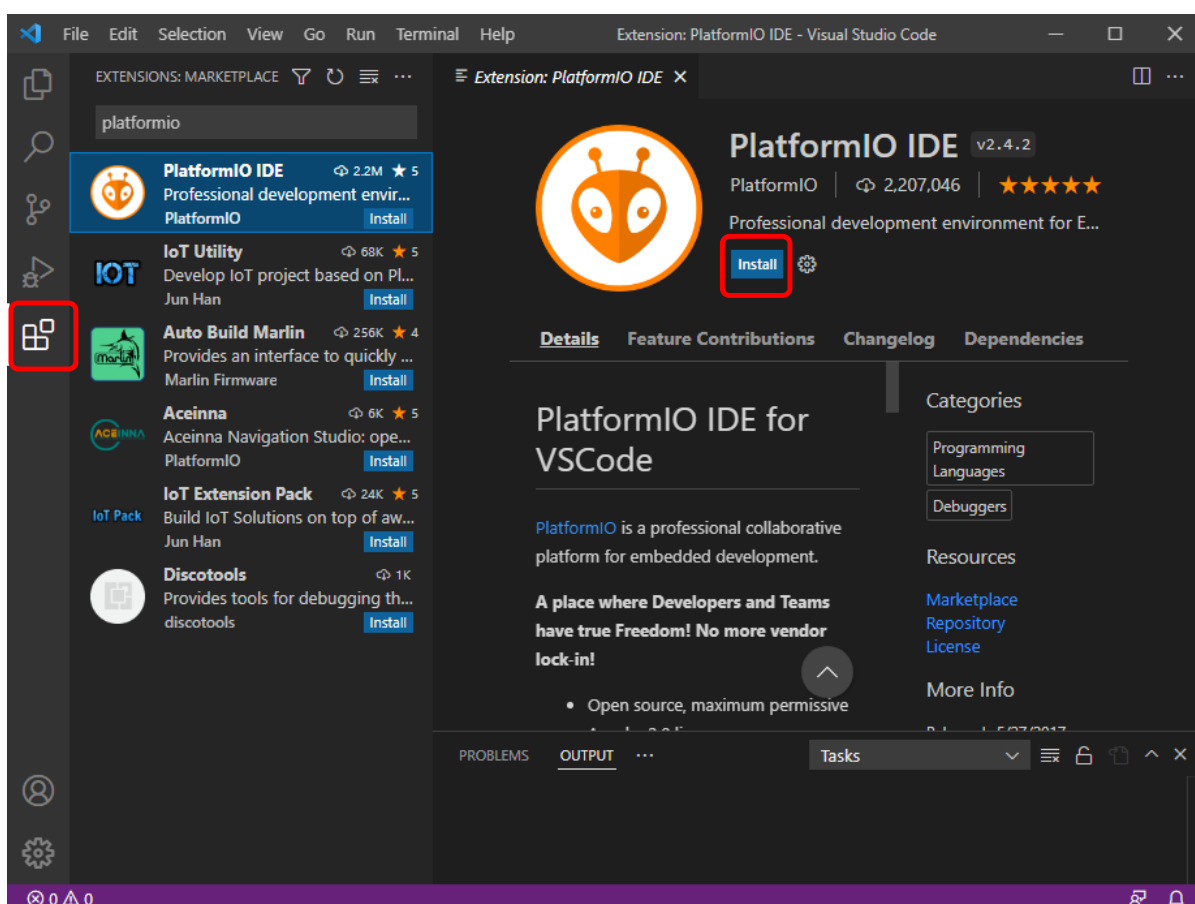 File Edit Selection View Go Run Terminal Help Extension: PlatformIO IDE - Visual Studio Code
EXTENSIONS: MARKETPLACE
platformio
PlatformIO IDE 2.2M 5
Professional development envir...
PlatformIO Install
IoT Utility 68K 5
IOT
Develop IoT project based on Pl...
Jun Han Install
Auto Build Marlin 256K 4
Marlin
Provides an interface to quickly ...
Marlin Firmware Install
Aceinna 6K 5
ACEINNA
Aceinna Navigation Studio: ope...
PlatformIO Install
IoT Extension Pack 24K 5
IoT Pack
Build IoT Solutions on top of aw...
Jun Han Install
Discotools 1K
Provides tools for debugging th...
discotools Install
Extension: PlatformIO IDE
PlatformIO IDE v2.4.2
PlatformIO 2,207,046
Professional development environment for E...
Install
Details Feature Contributions Changelog Dependencies
PlatformIO IDE for
VSCode
PlatformIO is a professional collaborative
platform for embedded development.
A place where Developers and Teams
have true Freedom! No more vendor
lock-in!
• Open source, maximum permissive
Categories
Programming
Languages
Debuggers
Resources
Marketplace
Repository
License
More Info
PROBLEMS OUTPUT ... Tasks
0 0